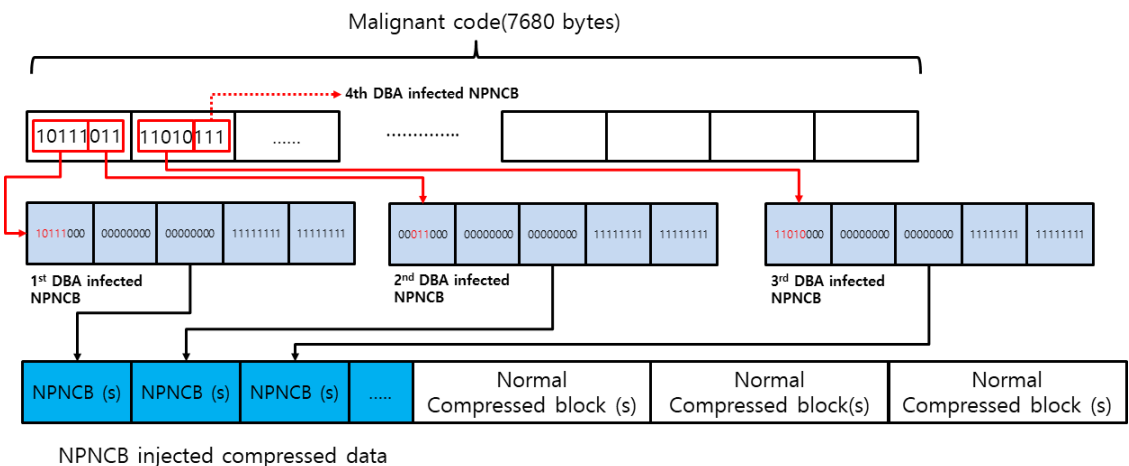 Malignant code(7680 bytes)
4th DBA infected NPNCB
10111011 11010111 ...... ..............
10111000 00000000 00000000 11111111 11111111
00011000 00000000 00000000 11111111 11111111
11010000 00000000 00000000 11111111 11111111
1st DBA infected
NPNCB
2nd DBA infected
NPNCB
3rd DBA infected
NPNCB
NPNCB (s) NPNCB (s) NPNCB (s) .....
Normal
Compressed block (s)
Normal
Compressed block(s)
Normal
Compressed block (s)
NPNCB injected compressed data